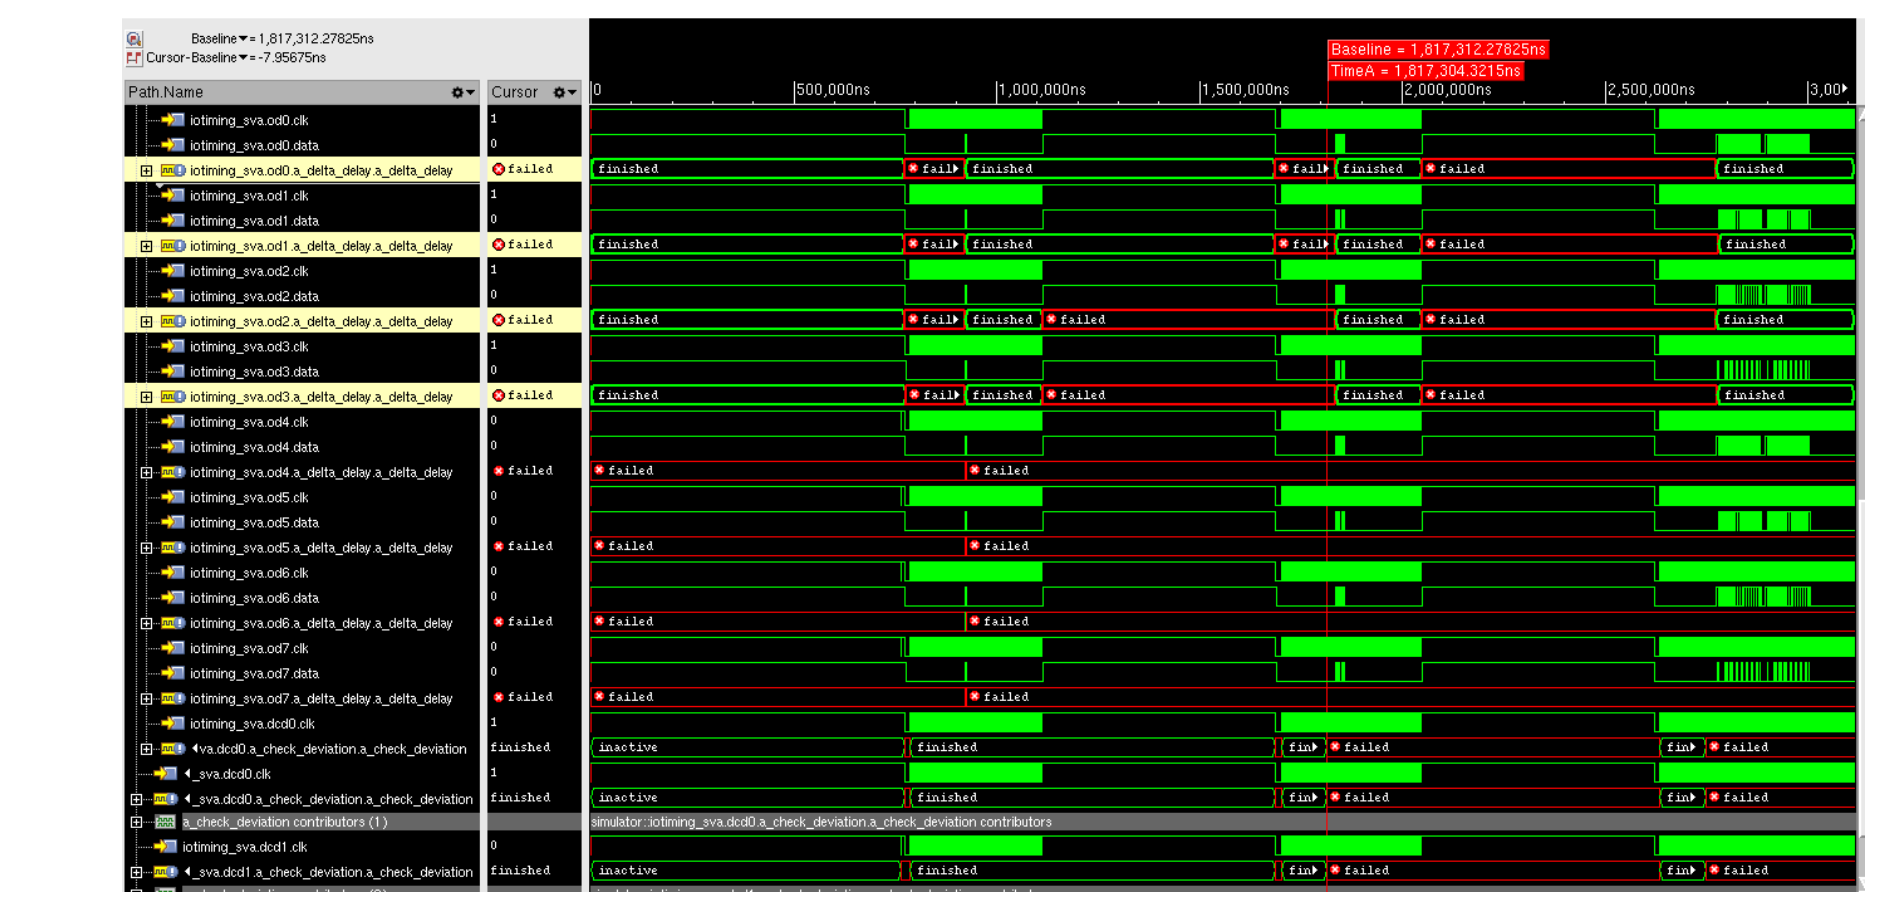 Baseline▼= 1,817,312.27825ns
Cursor-Baseline▼= -7.95675ns
Baseline = 1,817,312.27825ns
TimeA = 1,817,304.3215ns
Path.Name Cursor 0 500,000ns 1,000,000ns 1,500,000ns 2,000,000ns 2,500,000ns 3,00
iotiming_sva.od0.clk 1
iotiming_sva.od0.data 0
iotiming_sva.od0.a_delta_delay.a_delta_delay failed finished fail finished fail finished failed finished
iotiming_sva.od1.clk 1
iotiming_sva.od1.data 0
iotiming_sva.od1.a_delta_delay.a_delta_delay failed finished fail finished fail finished failed finished
iotiming_sva.od2.clk 1
iotiming_sva.od2.data 0
iotiming_sva.od2.a_delta_delay.a_delta_delay failed finished fail finished failed finished failed finished
iotiming_sva.od3.clk 1
iotiming_sva.od3.data 0
iotiming_sva.od3.a_delta_delay.a_delta_delay failed finished fail finished failed finished failed finished
iotiming_sva.od4.clk 0
iotiming_sva.od4.data 0
iotiming_sva.od4.a_delta_delay.a_delta_delay failed failed failed
iotiming_sva.od5.clk 0
iotiming_sva.od5.data 0
iotiming_sva.od5.a_delta_delay.a_delta_delay failed failed failed
iotiming_sva.od6.clk 0
iotiming_sva.od6.data 0
iotiming_sva.od6.a_delta_delay.a_delta_delay failed failed failed
iotiming_sva.od7.clk 0
iotiming_sva.od7.data 0
iotiming_sva.od7.a_delta_delay.a_delta_delay failed failed failed
iotiming_sva.dcd0.clk 1
va.dcd0.a_check_deviation.a_check_deviation finished inactive finished fin failed fin failed
_sva.dcd0.clk 1
_sva.dcd0.a_check_deviation.a_check_deviation finished inactive finished fin failed fin failed
a_check_deviation contributors (1) simulator::iotiming_sva.dcd0.a_check_deviation.a_check_deviation contributors
iotiming_sva.dcd1.clk 0
_sva.dcd1.a_check_deviation.a_check_deviation finished inactive finished fin failed fin failed